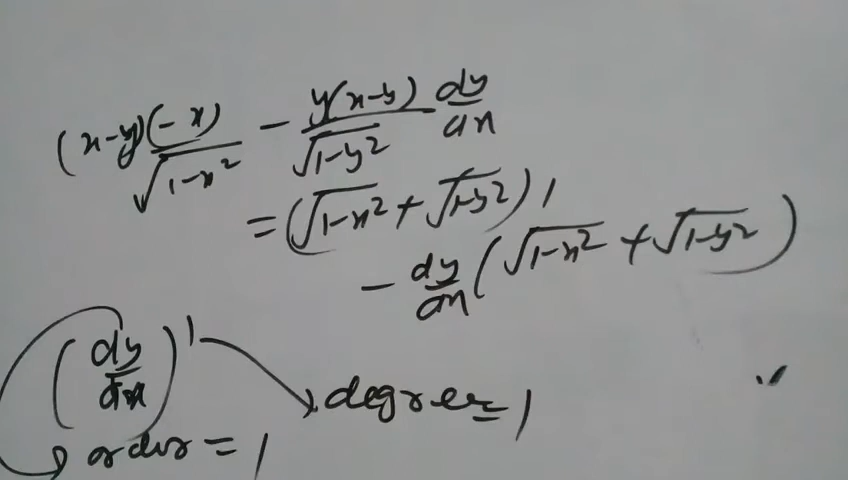 (x-y)(-x)/√(1-x²) - y(x-y)/√(1-y²) dy/dx
= (√(1-x²) + √(1-y²)) 1
- dy/dx (√(1-x²) + √(1-y²))
(dy/dx)¹ → degree = 1
→ order = 1